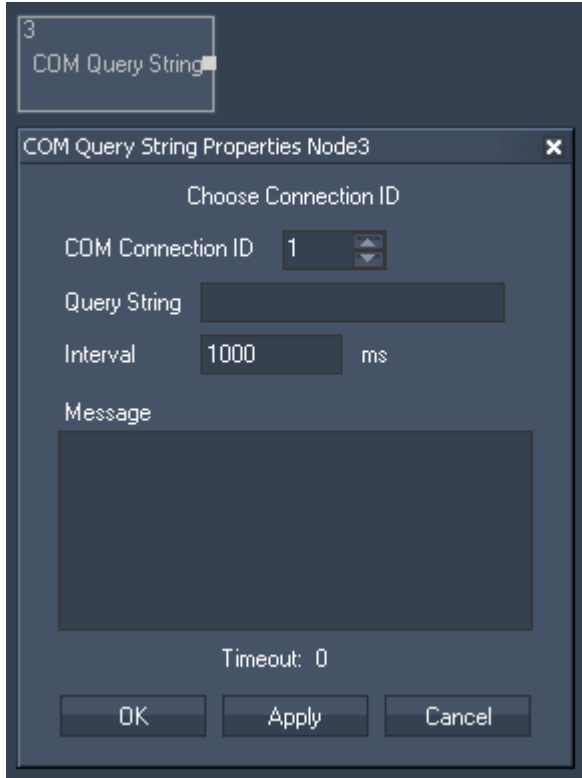 3
COM Query String
COM Query String Properties Node3
Choose Connection ID
COM Connection ID 1
Query String
Interval 1000 ms
Message
Timeout: 0
OK Apply Cancel